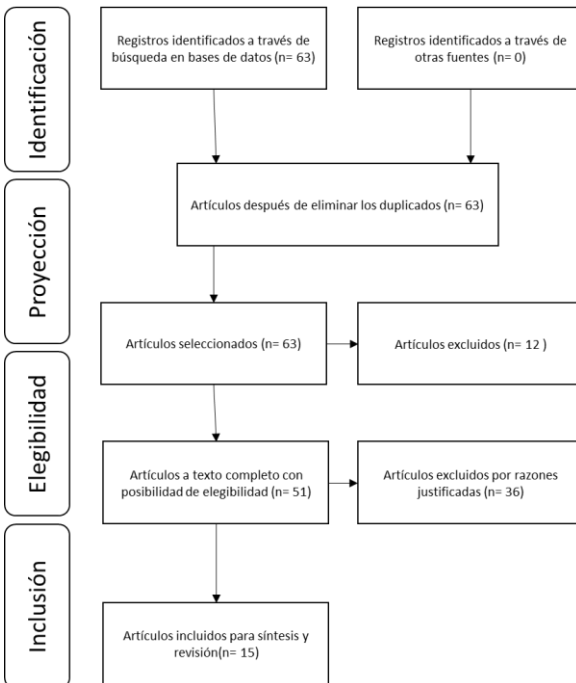 Identificación
Registros identificados a través de
búsqueda en bases de datos (n= 63)
Registros identificados a través de
otras fuentes (n= 0)
Proyección
Artículos después de eliminar los duplicados (n= 63)
Artículos seleccionados (n= 63)
Artículos excluidos (n= 12 )
Elegibilidad
Artículos a texto completo con
posibilidad de elegibilidad (n= 51)
Artículos excluidos por razones
justificadas (n= 36)
Inclusión
Artículos incluidos para síntesis y
revisión(n= 15)